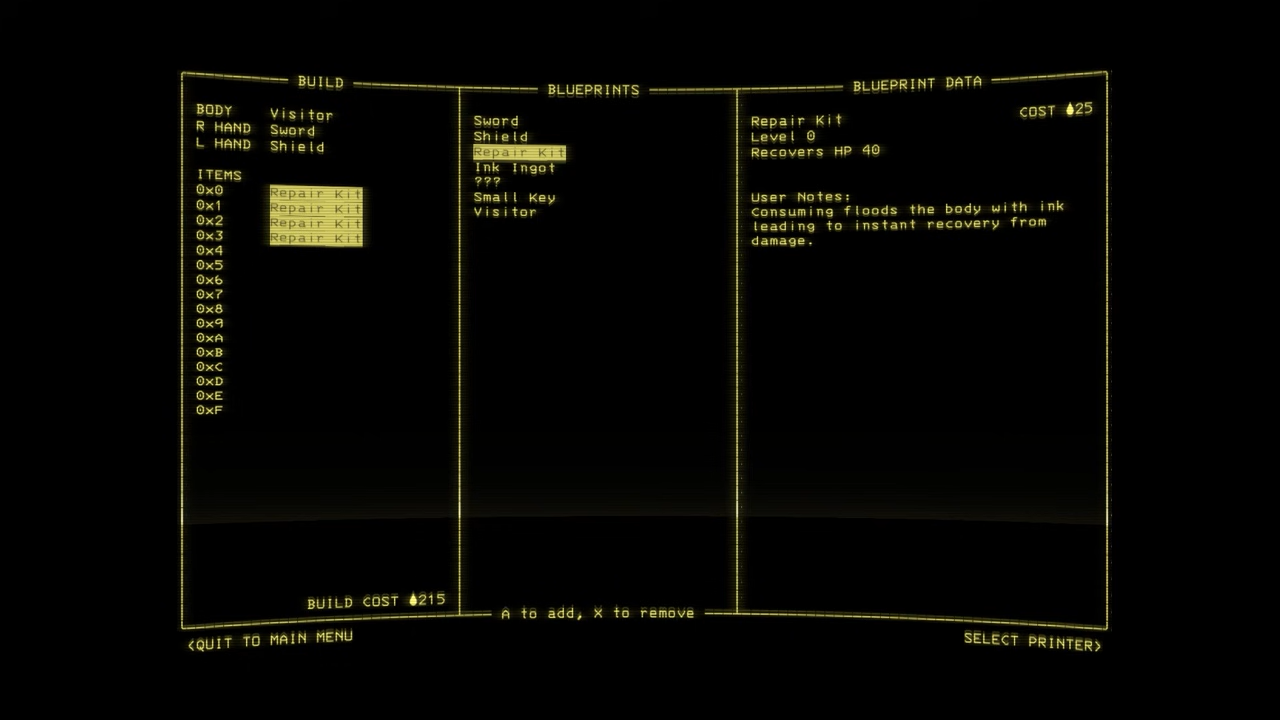 BUILD
BODY Visitor
R HAND Sword
L HAND Shield
ITEMS
0x0 Repair Kit
0x1 Repair Kit
0x2 Repair Kit
0x3 Repair Kit
0x4
0x5
0x6
0x7
0x8
0x9
0xA
0xB
0xC
0xD
0xE
0xF
BUILD COST 215
BLUEPRINTS
Sword
Shield
Repair Kit
Ink Ingot
???
Small Key
Visitor
A to add, X to remove
BLUEPRINT DATA
COST 25
Repair Kit
Level 0
Recovers HP 40
User Notes:
Consuming floods the body with ink
leading to instant recovery from
damage.
<QUIT TO MAIN MENU
SELECT PRINTER>